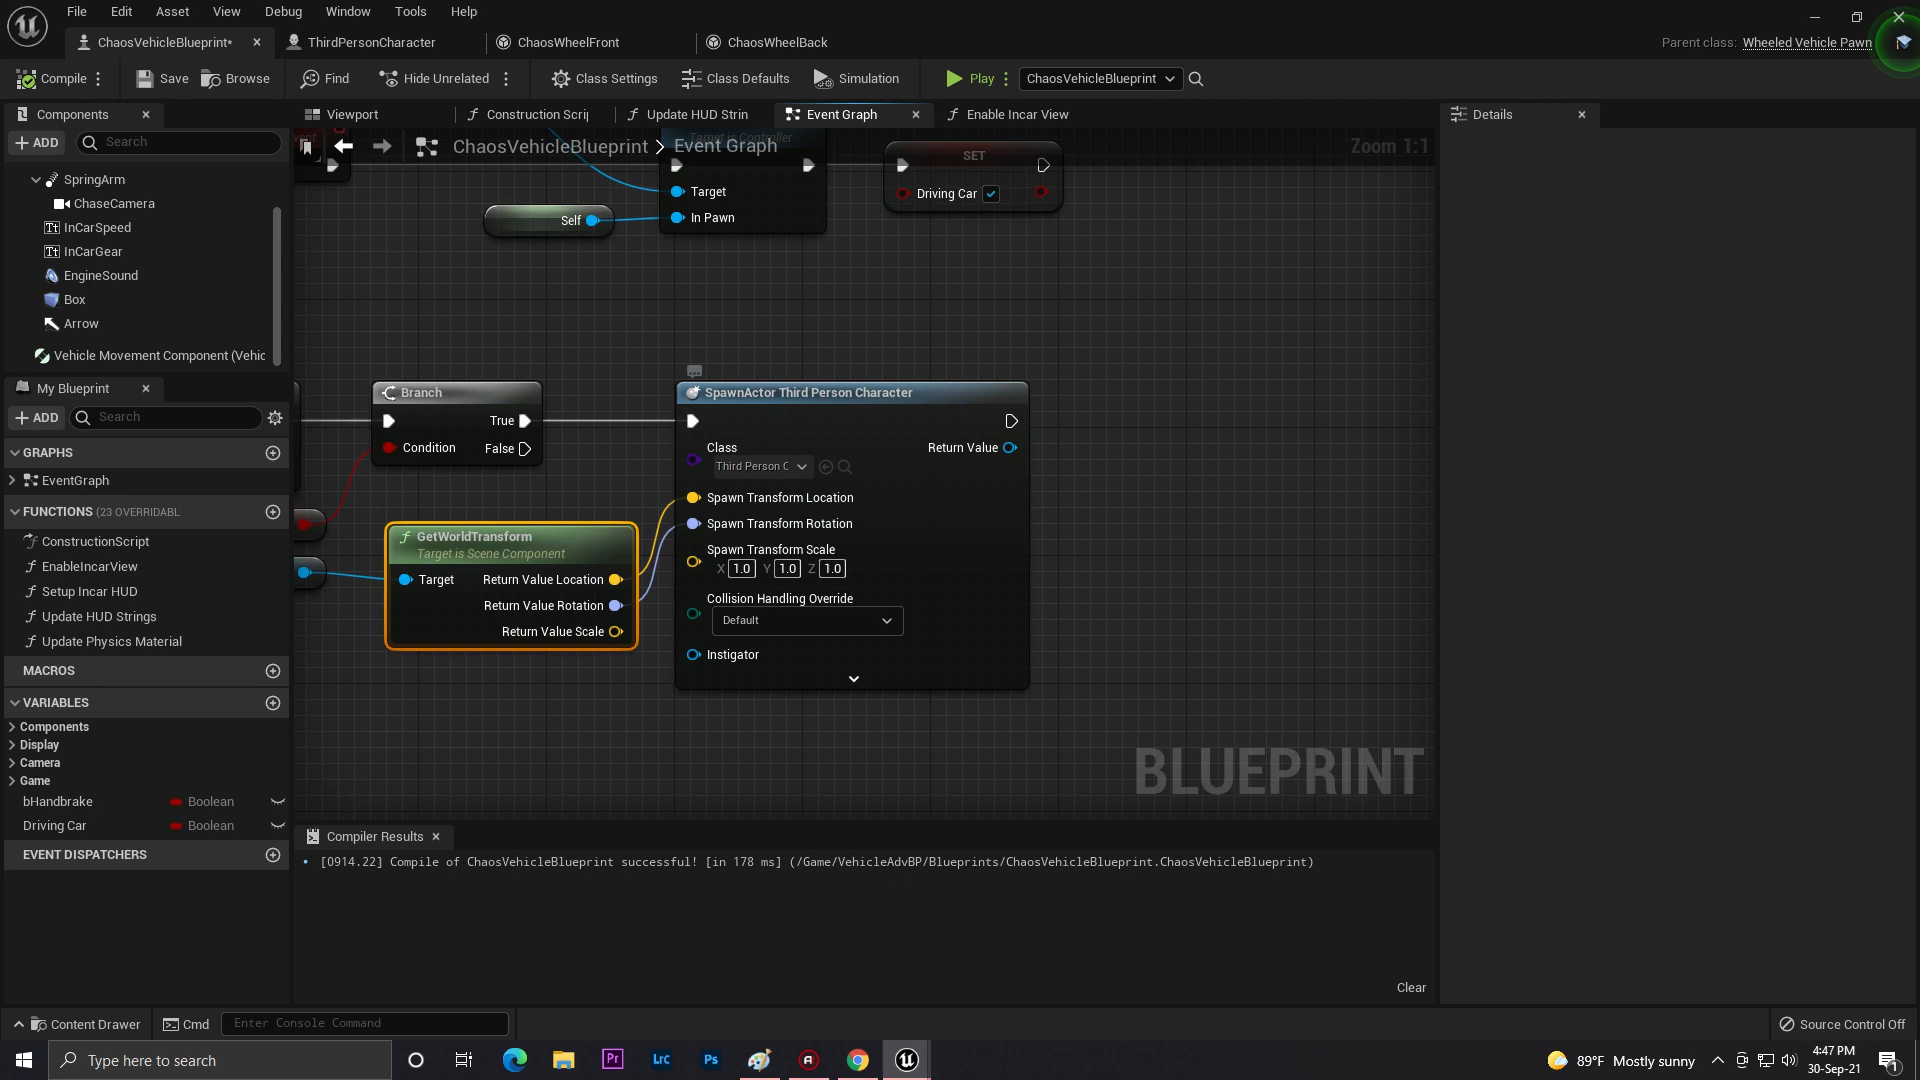 File Edit Asset View Debug Window Tools Help
ChaosVehicleBlueprint* ThirdPersonCharacter ChaosWheelFront ChaosWheelBack
Parent class: Wheeled Vehicle Pawn
Compile Save Browse Find Hide Unrelated Class Settings Class Defaults Simulation Play ChaosVehicleBlueprint
Components
Viewport Construction Scrip Update HUD Strin Event Graph Enable Incar View
Details
ADD Search
ChaosVehicleBlueprint > Event Graph
Zoom 1:1
Target is Controller
Target
In Pawn
Self
SET
Driving Car
SpringArm
ChaseCamera
InCarSpeed
InCarGear
EngineSound
Box
Arrow
Vehicle Movement Component (Vehic
My Blueprint
ADD Search
GRAPHS
EventGraph
FUNCTIONS (23 OVERRIDABL
ConstructionScript
EnableIncarView
Setup Incar HUD
Update HUD Strings
Update Physics Material
MACROS
VARIABLES
Components
Display
Camera
Game
bHandbrake Boolean
Driving Car Boolean
EVENT DISPATCHERS
Branch
True
Condition False
GetWorldTransform
Target is Scene Component
Target Return Value Location
Return Value Rotation
Return Value Scale
SpawnActor Third Person Character
Class Return Value
Third Person C
Spawn Transform Location
Spawn Transform Rotation
Spawn Transform Scale
X 1.0 Y 1.0 Z 1.0
Collision Handling Override
Default
Instigator
BLUEPRINT
Compiler Results
[0914.22] Compile of ChaosVehicleBlueprint successful! [in 178 ms] (/Game/VehicleAdvBP/Blueprints/ChaosVehicleBlueprint.ChaosVehicleBlueprint)
Clear
Content Drawer Cmd Enter Console Command
Source Control Off
Type here to search
Pr Lrc Ps
89°F Mostly sunny
4:47 PM
30-Sep-21
1